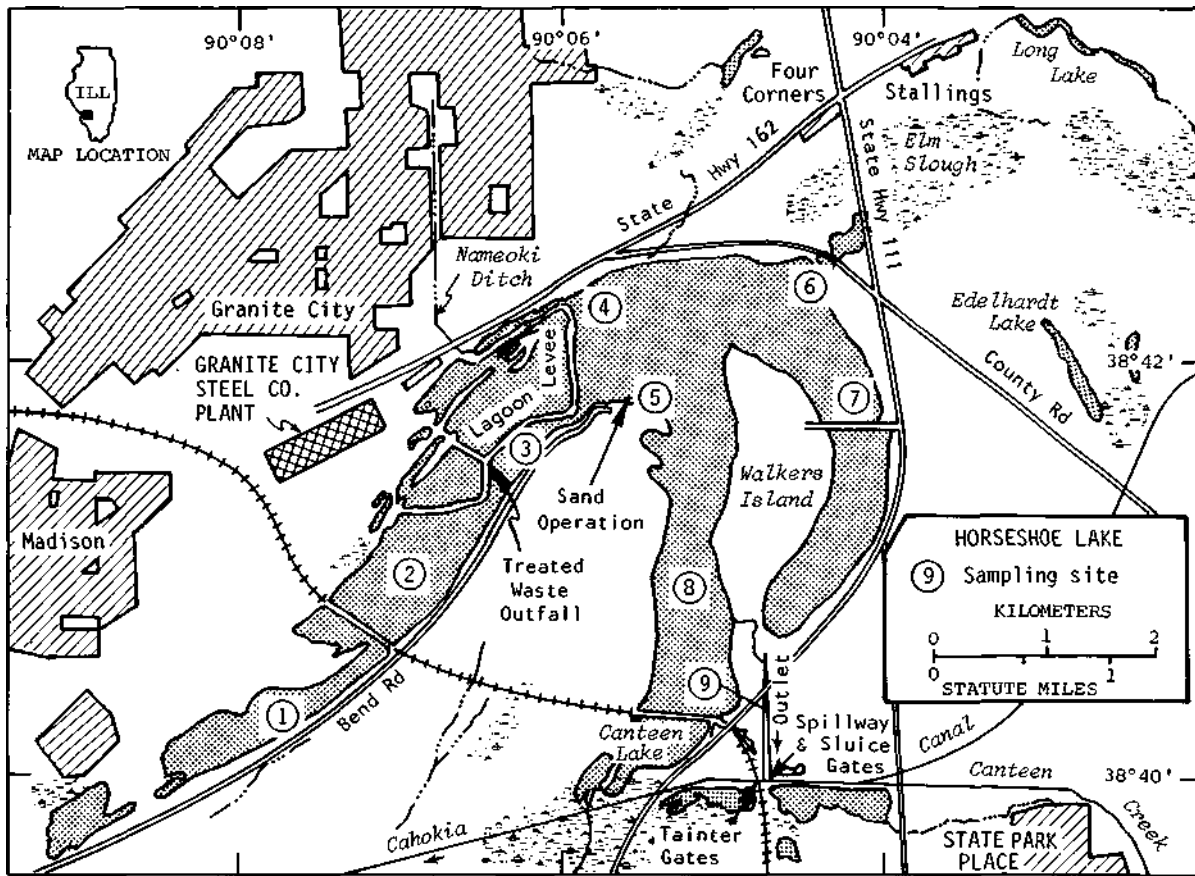 90°08'
90°06'
90°04'
ILL
MAP LOCATION
Four
Corners
Stallings
Long
Lake
State Hwy 162
State Hwy 111
Elm
Slough
Nameoki
Ditch
Granite City
GRANITE CITY
STEEL CO.
PLANT
Edelhardt
Lake
38°42'
County Rd
Levee
Lagoon
4
6
5
7
3
Walkers
Island
Sand
Operation
Madison
2
Treated
Waste
Outfall
8
HORSESHOE LAKE
9 Sampling site
KILOMETERS
0 1 2
0 1
STATUTE MILES
1
Bend Rd
9
Outlet
Canteen
Lake
Spillway
& Sluice
Gates
Canal
Canteen
Creek
38°40'
Cahokia
Tainter
Gates
STATE PARK
PLACE